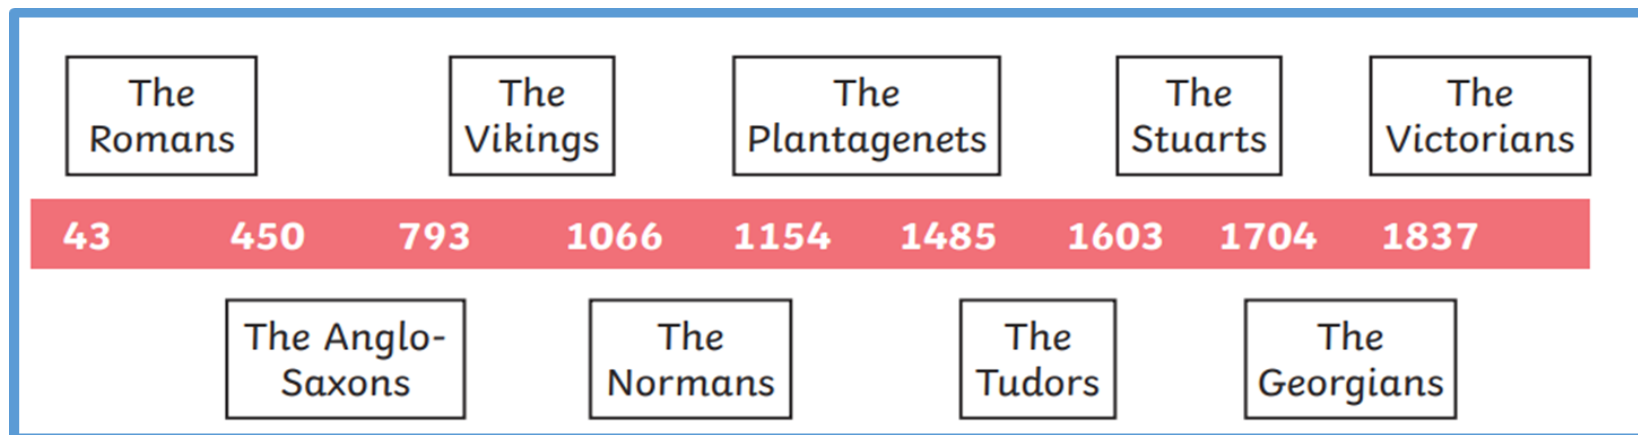 The
Romans
The
Vikings
The
Plantagenets
The
Stuarts
The
Victorians
43 450 793 1066 1154 1485 1603 1704 1837
The Anglo-
Saxons
The
Normans
The
Tudors
The
Georgians